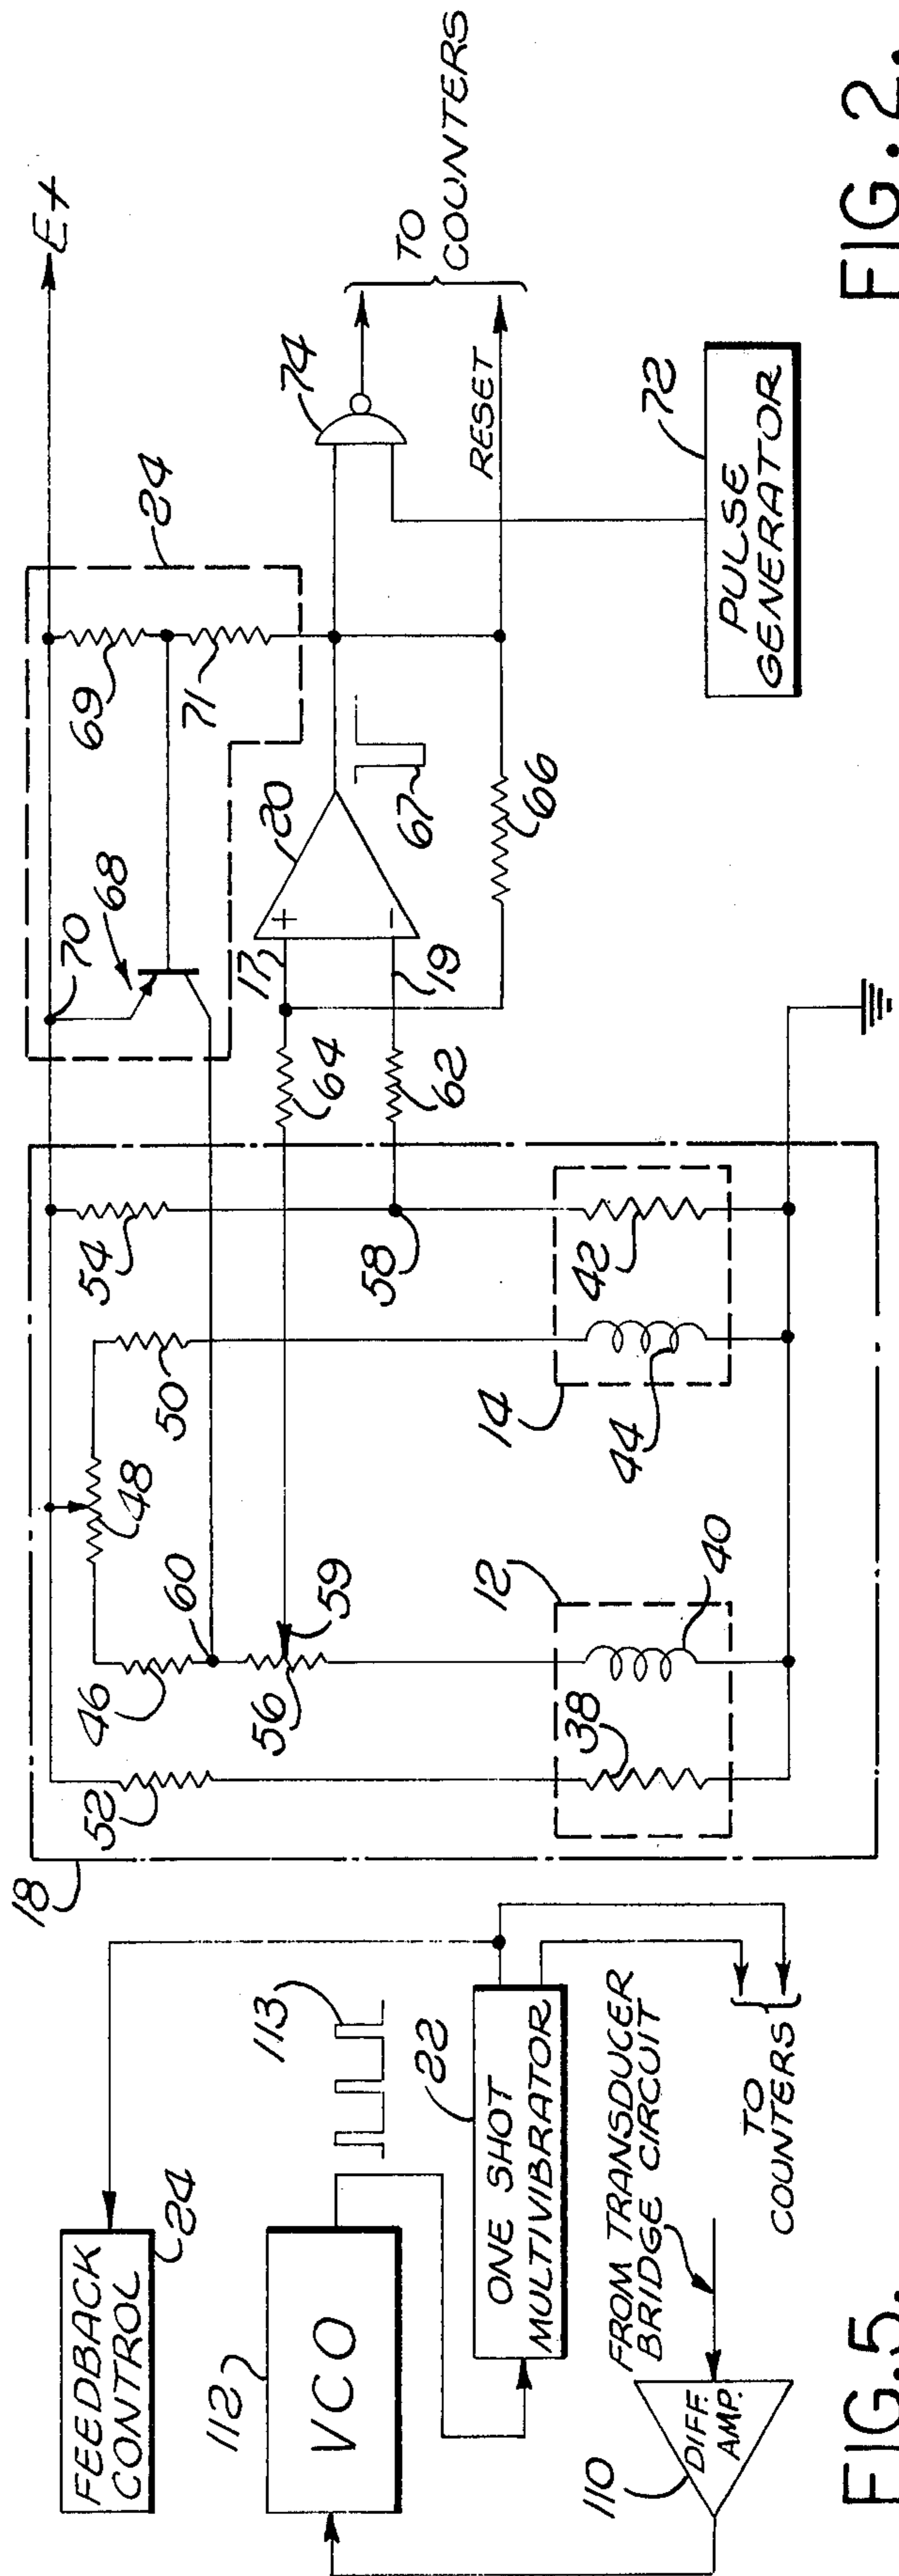 FEEDBACK
CONTROL
24
112
VCO
113
22
ONE SHOT
MULTIVIBRATOR
FROM TRANSDUCER
BRIDGE CIRCUIT
110
DIFF.
AMP.
TO
COUNTERS
FIG.5.
18
52
46
60
48
50
54
56
59
58
12
38
40
14
44
42
70
68
69
71
24
E+
64
62
17
19
+
-
20
67
66
74
RESET
TO
COUNTERS
72
PULSE
GENERATOR
FIG.2.